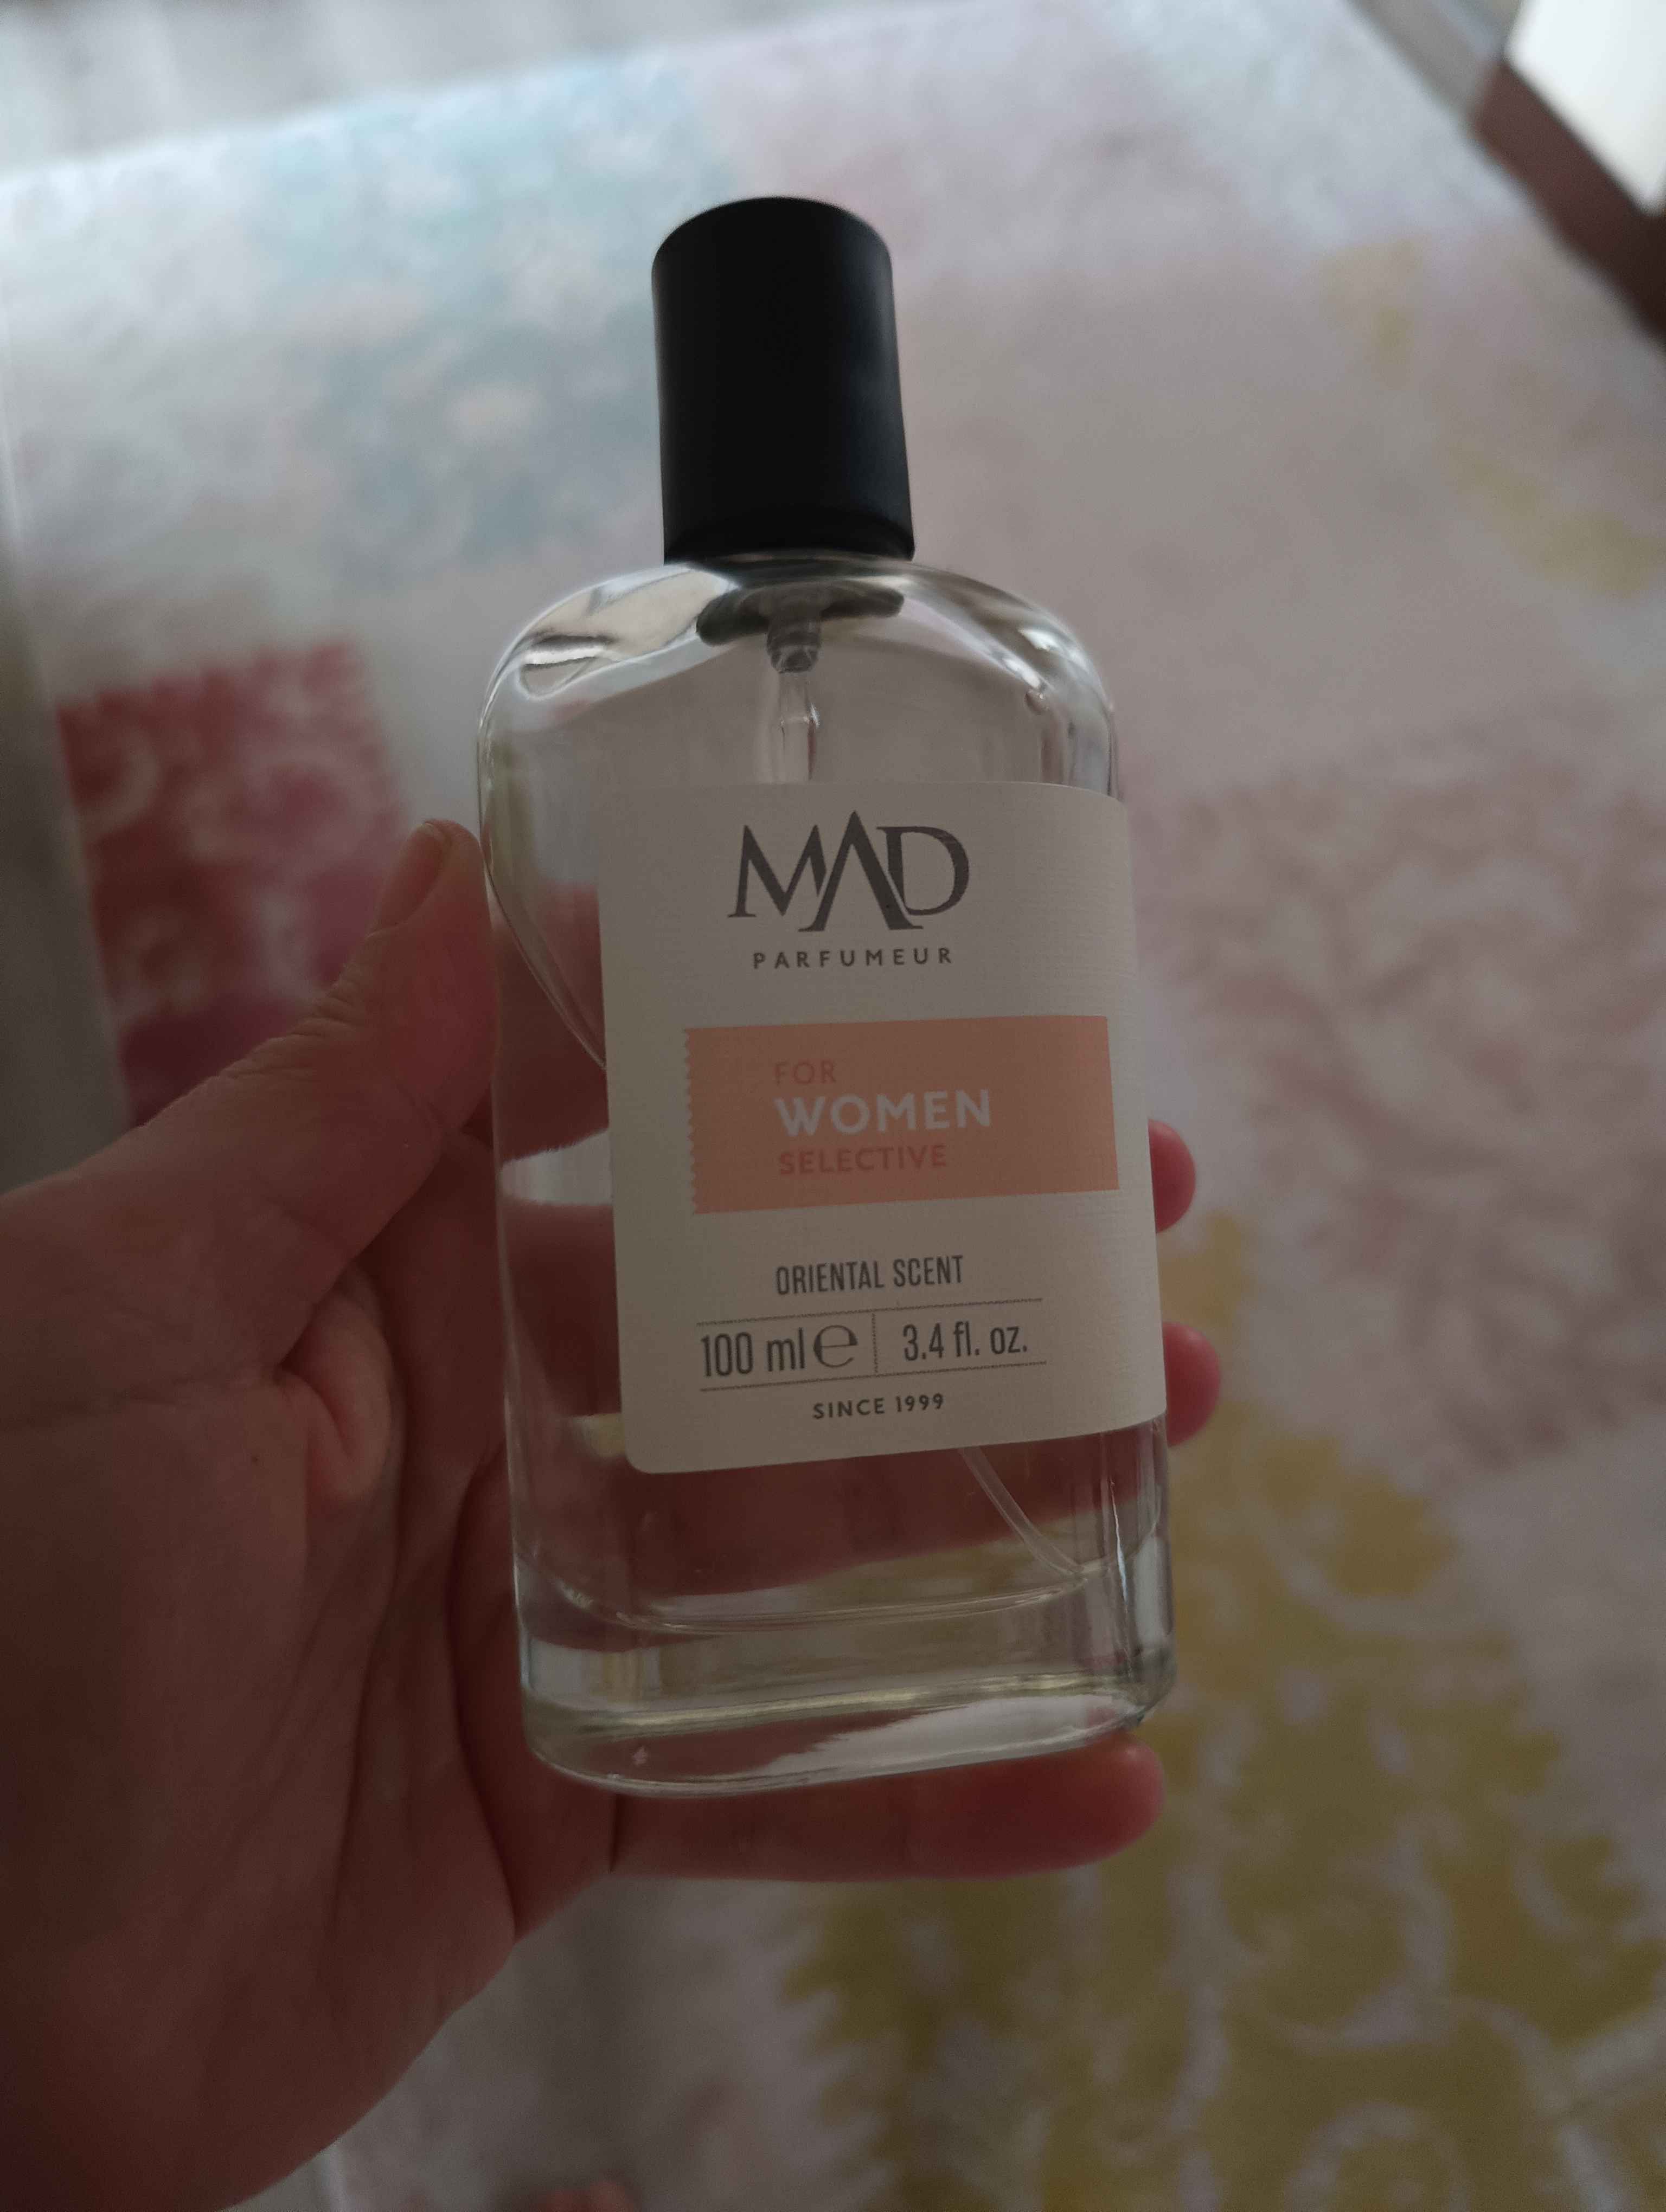 MAD
PARFUMEUR
FOR
WOMEN
SELECTIVE
ORIENTAL SCENT
100 ml ℮ 3.4 fl. oz.
SINCE 1999